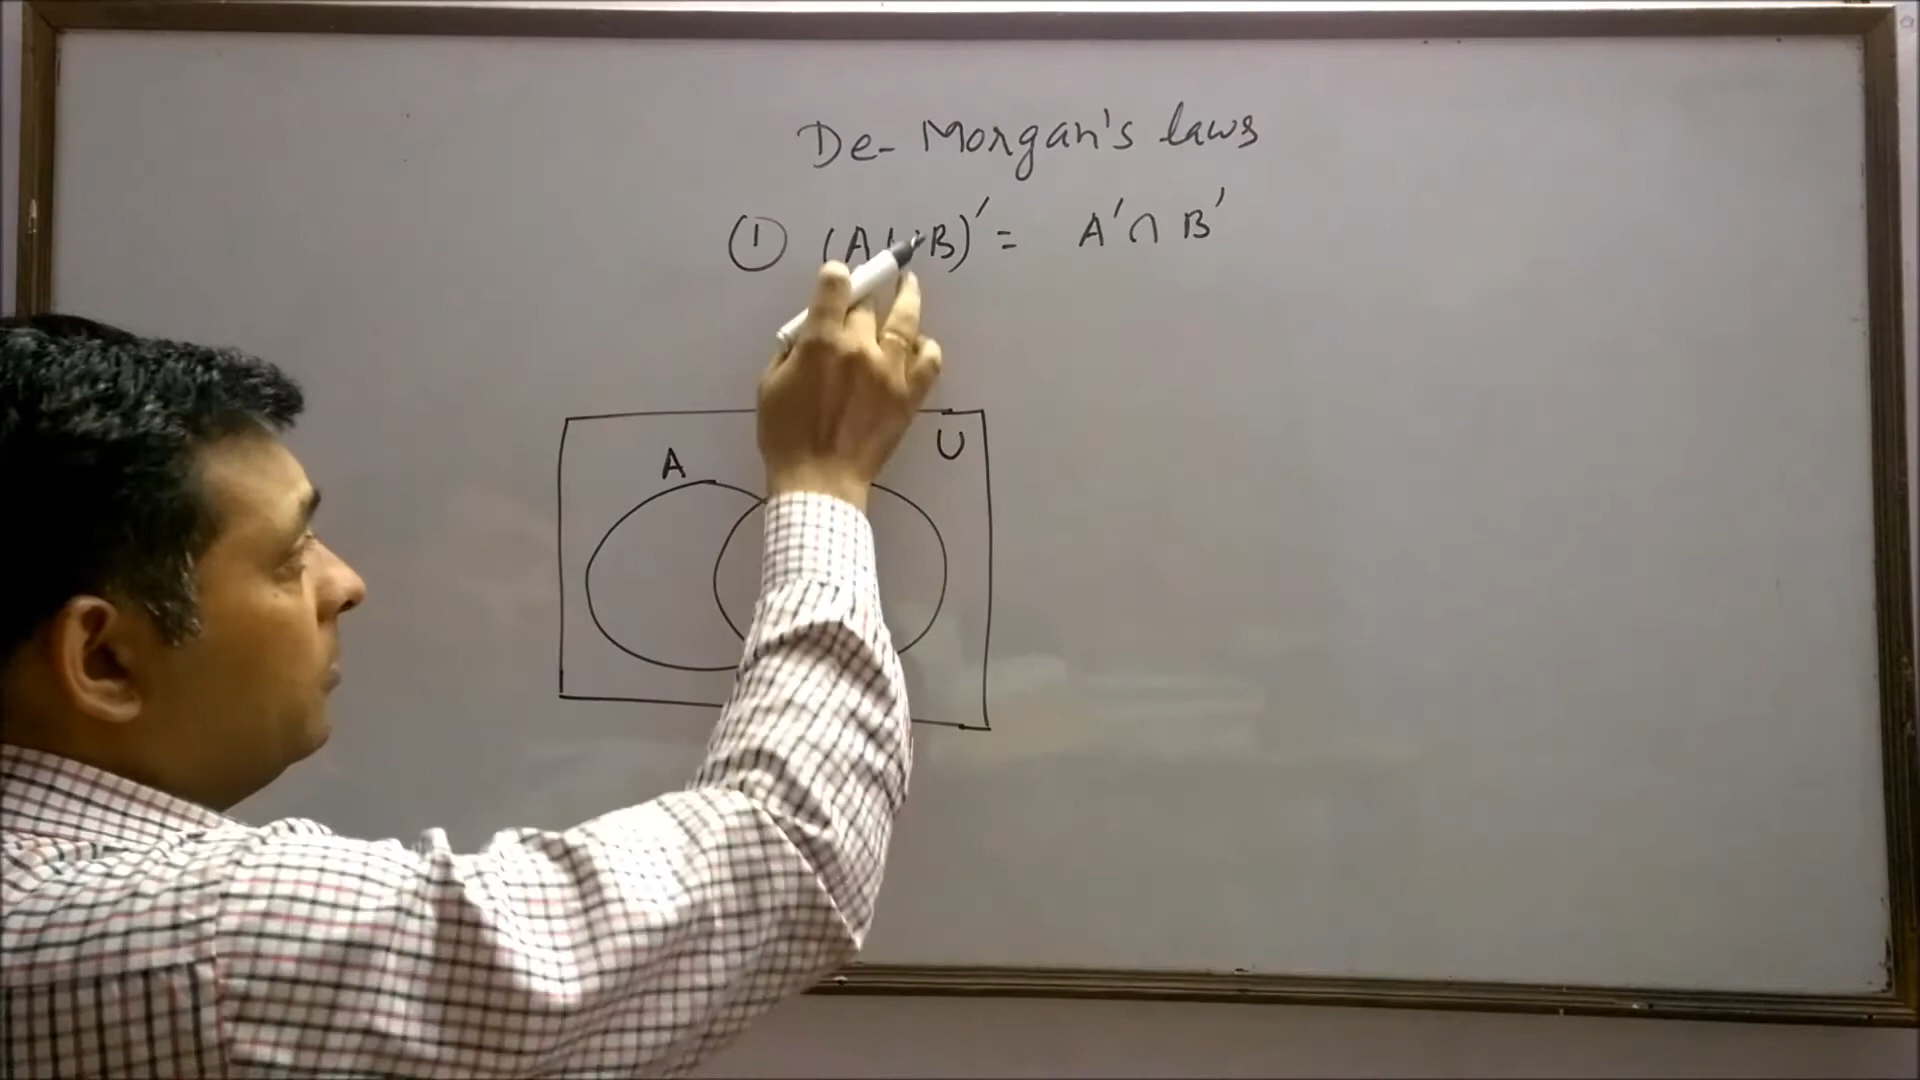 De-Morgan's laws
① (A∪B)′ = A′∩ B′
U
A